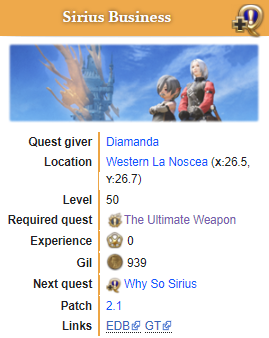 Sirius Business
Quest giver Diamanda
Location Western La Noscea (X:26.5,
Y:26.7)
Level 50
Required quest The Ultimate Weapon
Experience 0
Gil 939
Next quest Why So Sirius
Patch 2.1
Links EDB GT